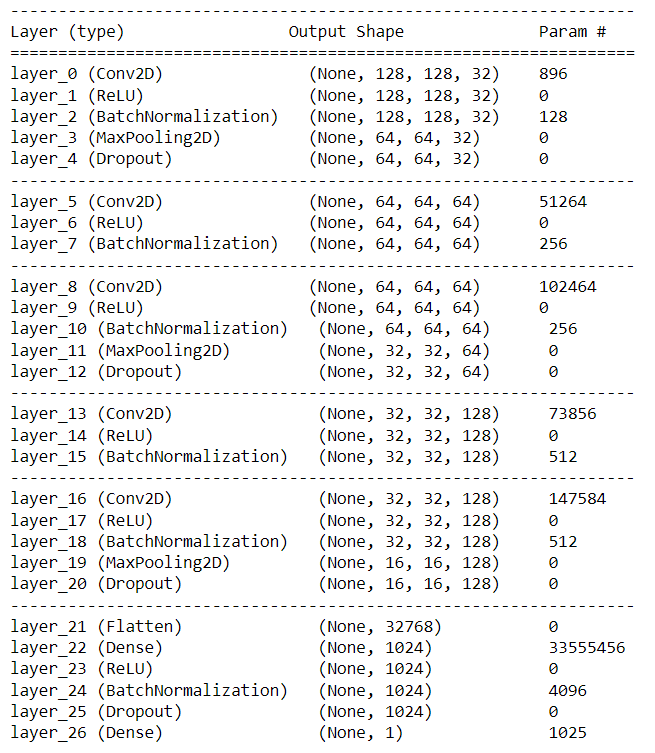 -----------------------------------------------------------------
Layer (type)                 Output Shape              Param #
=================================================================
layer_0 (Conv2D)               (None, 128, 128, 32)    896
layer_1 (ReLU)                 (None, 128, 128, 32)    0
layer_2 (BatchNormalization)   (None, 128, 128, 32)    128
layer_3 (MaxPooling2D)         (None, 64, 64, 32)      0
layer_4 (Dropout)              (None, 64, 64, 32)      0
-----------------------------------------------------------------
layer_5 (Conv2D)               (None, 64, 64, 64)      51264
layer_6 (ReLU)                 (None, 64, 64, 64)      0
layer_7 (BatchNormalization)   (None, 64, 64, 64)      256
-----------------------------------------------------------------
layer_8 (Conv2D)               (None, 64, 64, 64)      102464
layer_9 (ReLU)                 (None, 64, 64, 64)      0
layer_10 (BatchNormalization)   (None, 64, 64, 64)      256
layer_11 (MaxPooling2D)         (None, 32, 32, 64)      0
layer_12 (Dropout)              (None, 32, 32, 64)      0
-----------------------------------------------------------------
layer_13 (Conv2D)               (None, 32, 32, 128)     73856
layer_14 (ReLU)                 (None, 32, 32, 128)     0
layer_15 (BatchNormalization)   (None, 32, 32, 128)     512
-----------------------------------------------------------------
layer_16 (Conv2D)               (None, 32, 32, 128)     147584
layer_17 (ReLU)                 (None, 32, 32, 128)     0
layer_18 (BatchNormalization)   (None, 32, 32, 128)     512
layer_19 (MaxPooling2D)         (None, 16, 16, 128)     0
layer_20 (Dropout)              (None, 16, 16, 128)     0
-----------------------------------------------------------------
layer_21 (Flatten)              (None, 32768)           0
layer_22 (Dense)                (None, 1024)            33555456
layer_23 (ReLU)                 (None, 1024)            0
layer_24 (BatchNormalization)   (None, 1024)            4096
layer_25 (Dropout)              (None, 1024)            0
layer_26 (Dense)                (None, 1)               1025